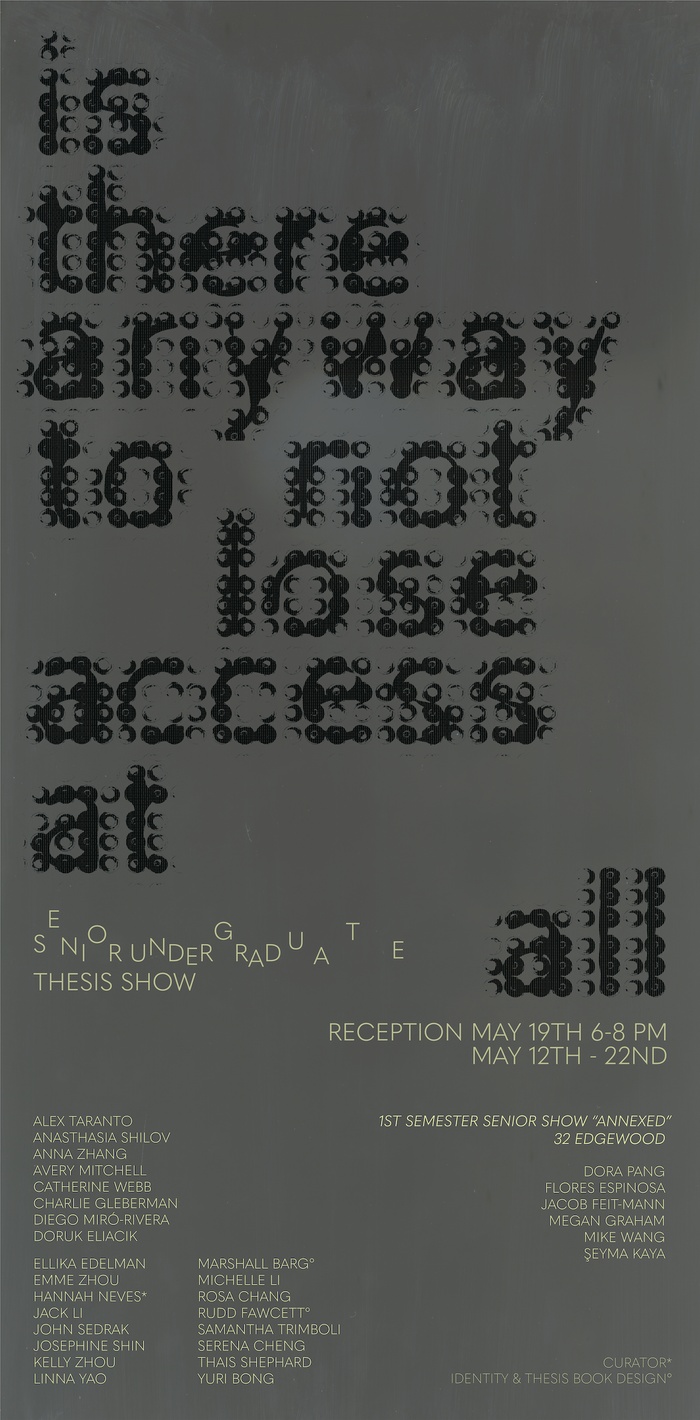 is
there
anyway
to not
lose
access
at
all
SENIOR UNDERGRADUATE
THESIS SHOW
RECEPTION MAY 19TH 6-8 PM
MAY 12TH - 22ND
ALEX TARANTO
ANASTHASIA SHILOV
ANNA ZHANG
AVERY MITCHELL
CATHERINE WEBB
CHARLIE GLEBERMAN
DIEGO MIRÓ-RIVERA
DORUK ELIACIK
ELLIKA EDELMAN
EMME ZHOU
HANNAH NEVES*
JACK LI
JOHN SEDRAK
JOSEPHINE SHIN
KELLY ZHOU
LINNA YAO
MARSHALL BARG°
MICHELLE LI
ROSA CHANG
RUDD FAWCETT°
SAMANTHA TRIMBOLI
SERENA CHENG
THAIS SHEPHARD
YURI BONG
1ST SEMESTER SENIOR SHOW “ANNEXED”
32 EDGEWOOD
DORA PANG
FLORES ESPINOSA
JACOB FEIT-MANN
MEGAN GRAHAM
MIKE WANG
ŞEYMA KAYA
CURATOR*
IDENTITY & THESIS BOOK DESIGN°